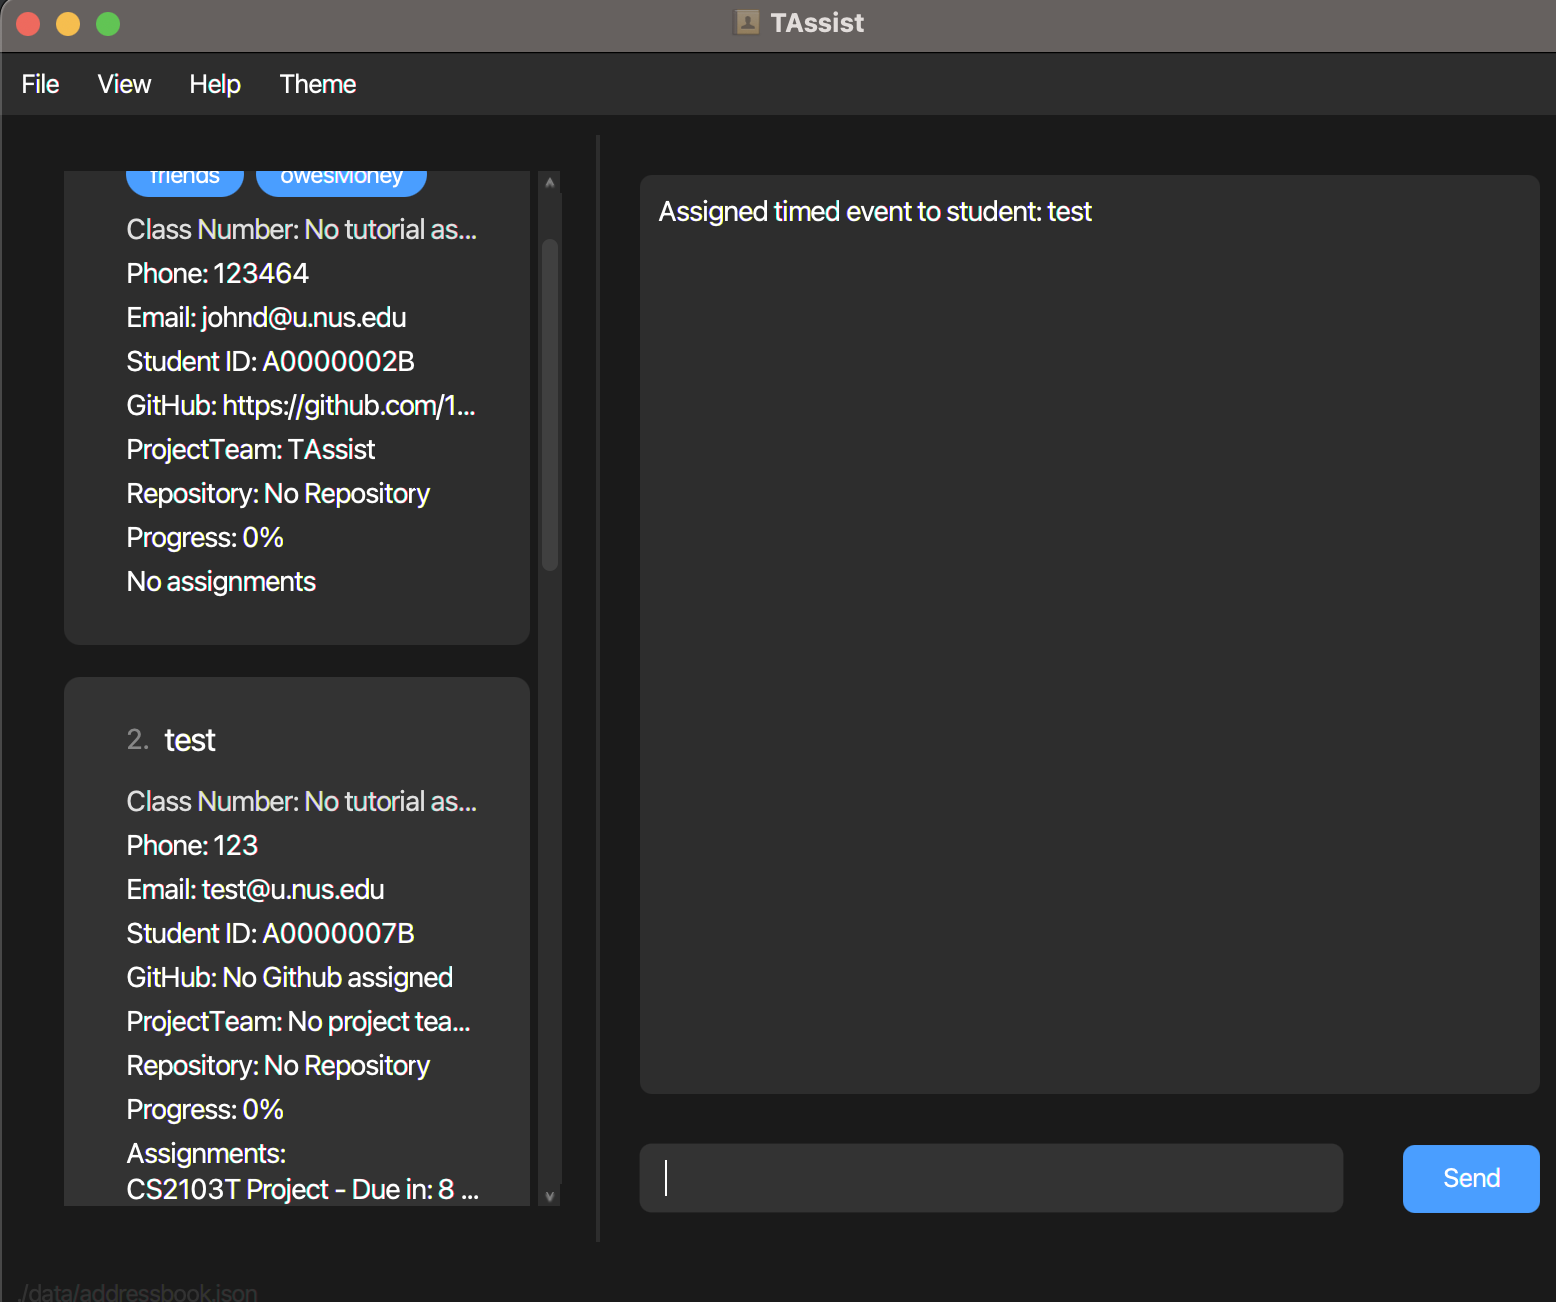 TAssist
File View Help Theme
friends owesMoney
Class Number: No tutorial as...
Phone: 123464
Email: johnd@u.nus.edu
Student ID: A0000002B
GitHub: https://github.com/1...
ProjectTeam: TAssist
Repository: No Repository
Progress: 0%
No assignments
2. test
Class Number: No tutorial as...
Phone: 123
Email: test@u.nus.edu
Student ID: A0000007B
GitHub: No Github assigned
ProjectTeam: No project tea...
Repository: No Repository
Progress: 0%
Assignments:
CS2103T Project - Due in: 8 ...
Assigned timed event to student: test
Send
./data/addressbook.json